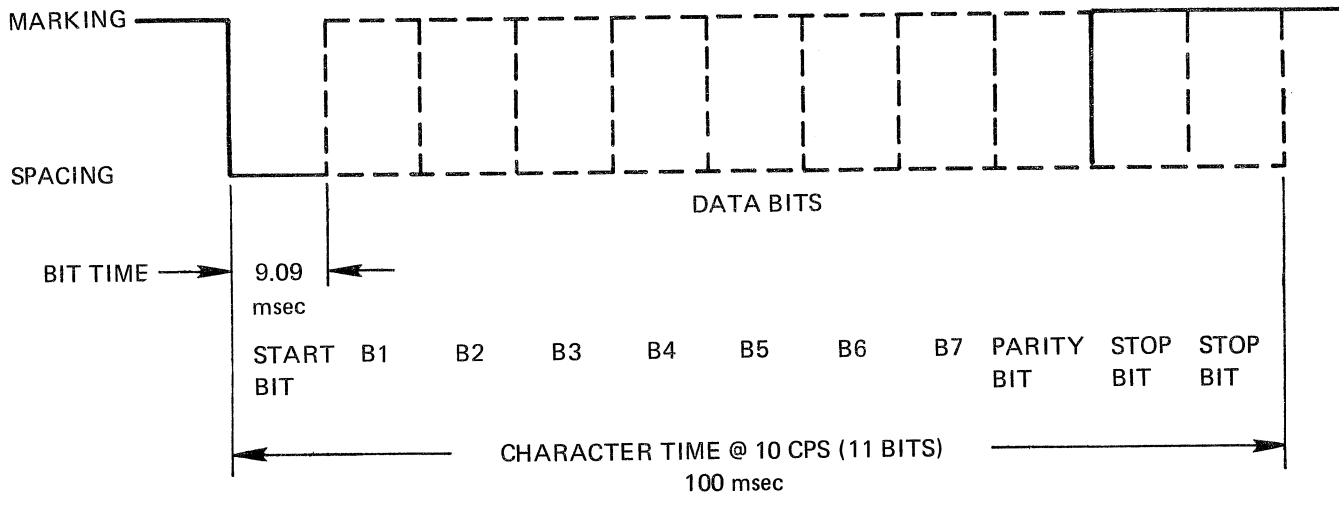 MARKING
SPACING
DATA BITS
BIT TIME
9.09
msec
START BIT
B1
B2
B3
B4
B5
B6
B7
PARITY BIT
STOP BIT
STOP BIT
CHARACTER TIME @ 10 CPS (11 BITS)
100 msec